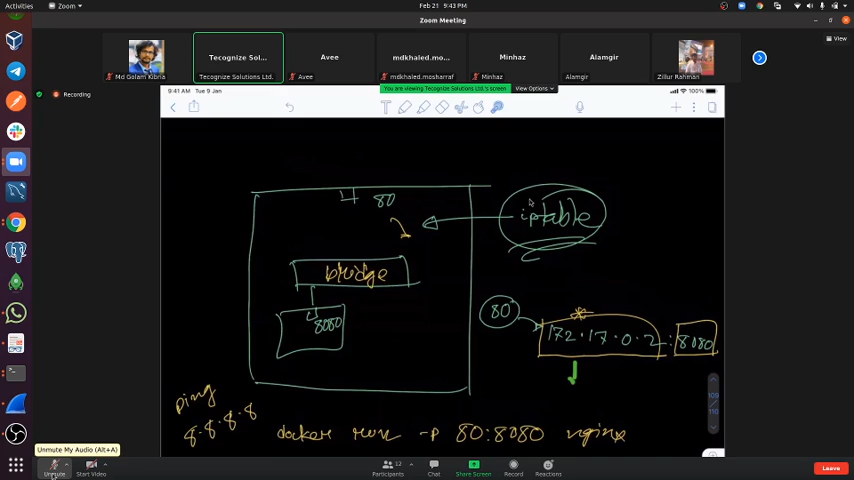 Activities
Zoom
Feb 21 9:43 PM
Zoom Meeting
View
Tecognize Sol...
Avee
mdkhaled.mo...
Minhaz
Alamgir
Md Golam Kibria
Tecognize Solutions Ltd.
Avee
mdkhaled.mosharraf
Minhaz
Alamgir
Zillur Rahman
Recording
You are viewing Tecognize Solutions Ltd.'s screen
View Options
9:41 AM Tue 9 Jan
100%
80
iptable
bridge
8080
80
172.17.0.2:8080
ping
8.8.8.8
docker run -p 80:8080 nginx
109
110
Unmute My Audio (Alt+A)
Unmute
Start Video
12
Participants
Chat
Share Screen
Record
Reactions
Leave